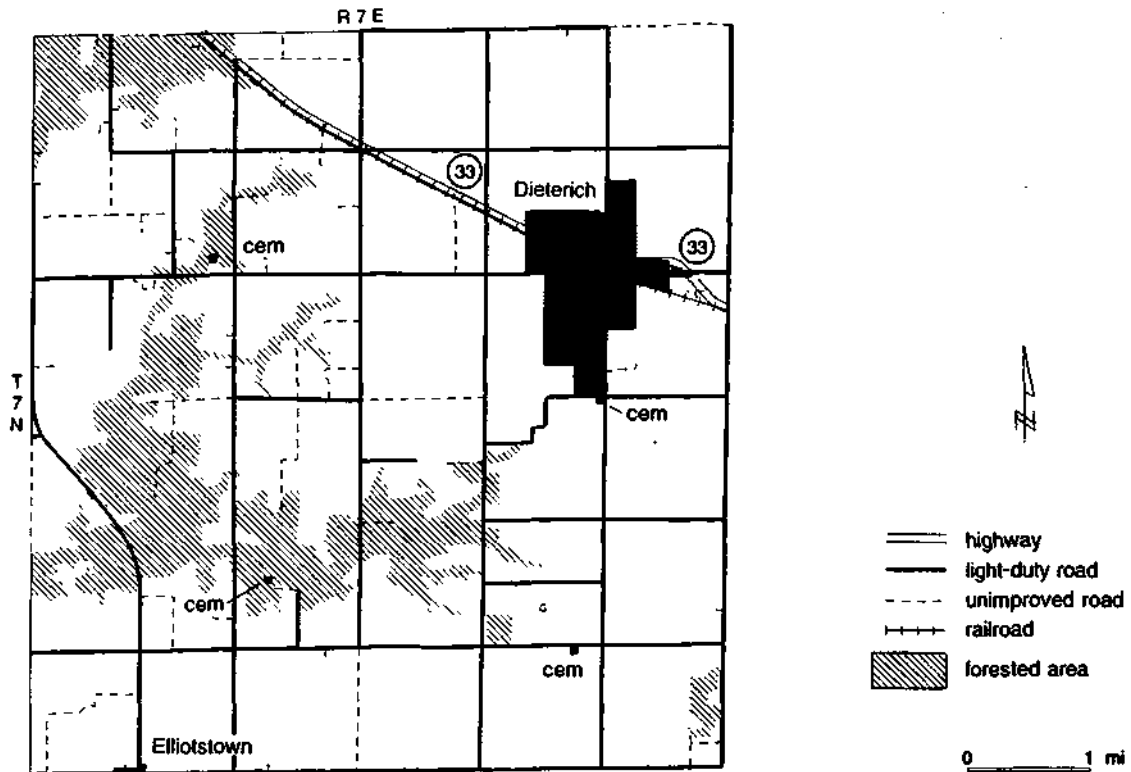 R 7 E
33
Dieterich
33
cem
T
7
N
cem
cem
cem
Elliotstown
highway
light-duty road
unimproved road
railroad
forested area
0 1 mi